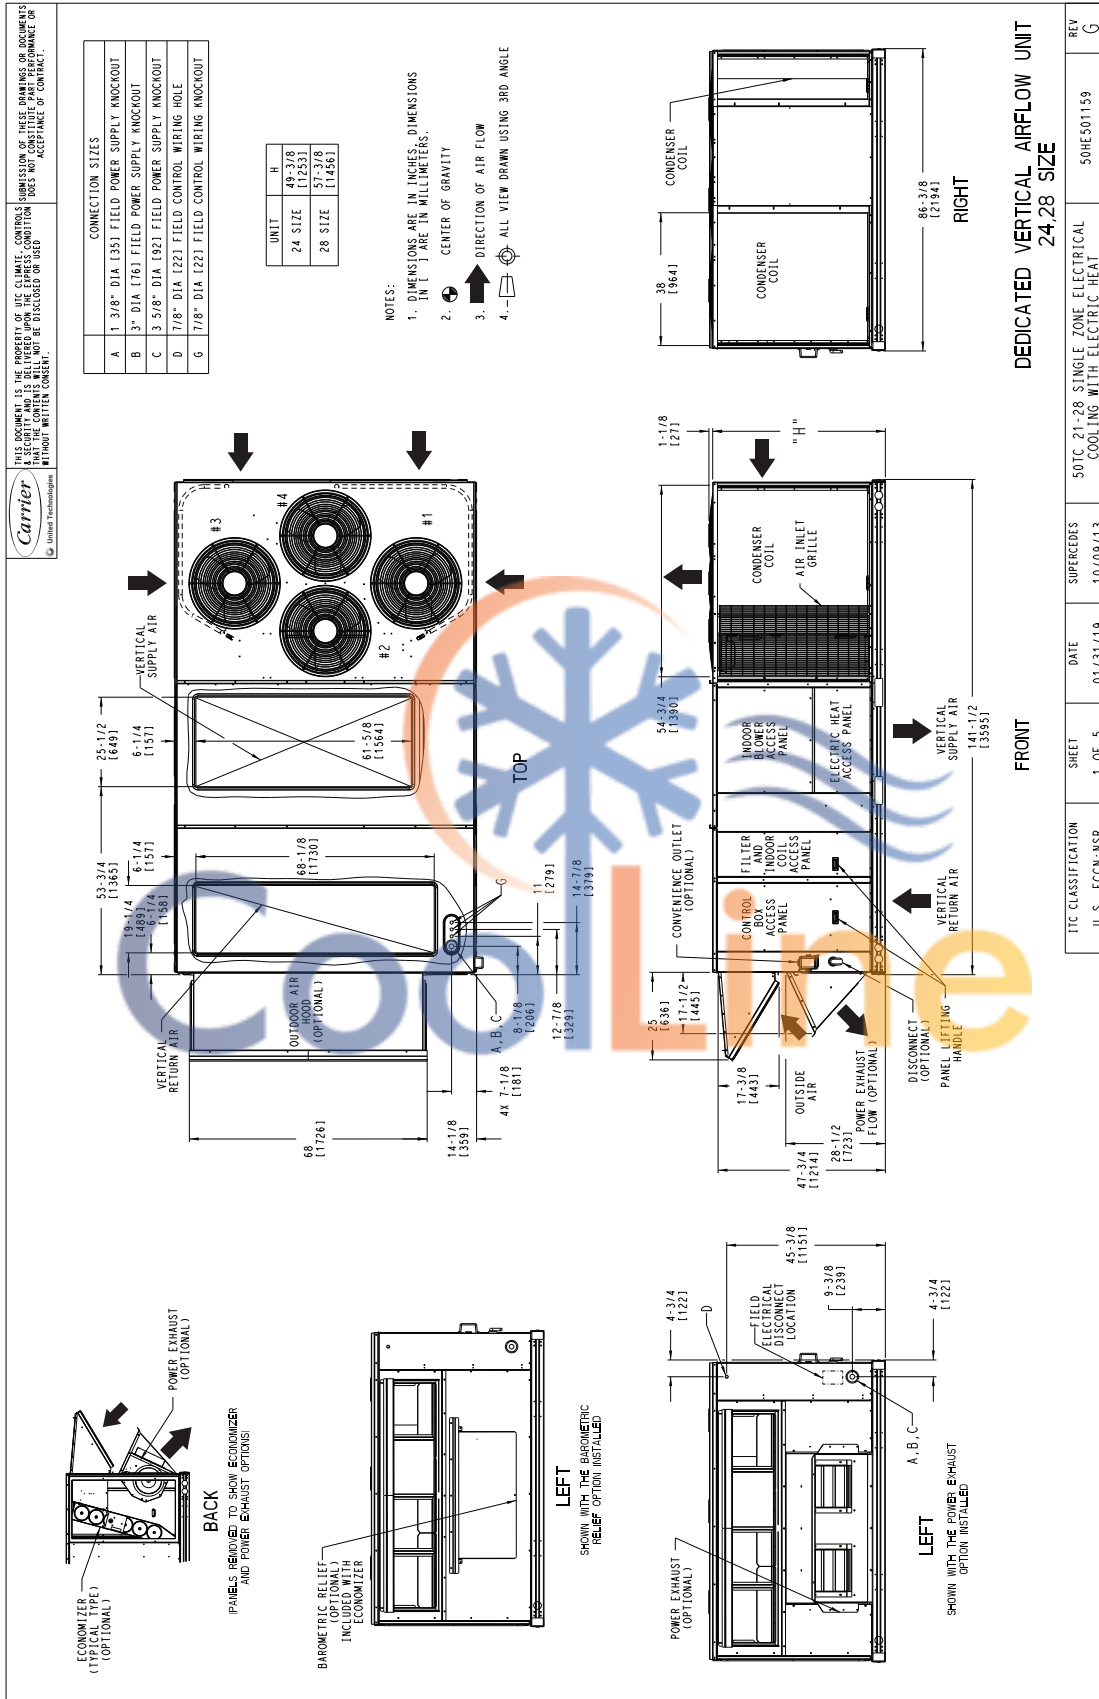 Carrier
United Technologies
THIS DOCUMENT IS THE PROPERTY OF UTC CLIMATE, CONTROLS
& SECURITY AND IS DELIVERED UPON THE EXPRESS CONDITION
THAT THE CONTENTS WILL NOT BE DISCLOSED OR USED
WITHOUT WRITTEN CONSENT.
SUBMISSION OF THESE DRAWINGS OR DOCUMENTS
DOES NOT CONSTITUTE PART PERFORMANCE OR
ACCEPTANCE OF CONTRACT.
CONNECTION SIZES
A 1 3/8" DIA [35] FIELD POWER SUPPLY KNOCKOUT
B 3" DIA [76] FIELD POWER SUPPLY KNOCKOUT
C 3 5/8" DIA [92] FIELD POWER SUPPLY KNOCKOUT
D 7/8" DIA [22] FIELD CONTROL WIRING HOLE
G 7/8" DIA [22] FIELD CONTROL WIRING KNOCKOUT
UNIT H
24 SIZE 49-3/8
[1253]
28 SIZE 57-3/8
[1456]
NOTES:
1. DIMENSIONS ARE IN INCHES, DIMENSIONS
IN [ ] ARE IN MILLIMETERS.
2. CENTER OF GRAVITY
3. DIRECTION OF AIR FLOW
4. ALL VIEW DRAWN USING 3RD ANGLE
ECONOMIZER
(TYPICAL TYPE)
(OPTIONAL)
POWER EXHAUST
(OPTIONAL)
BACK
(PANELS REMOVED TO SHOW ECONOMIZER
AND POWER EXHAUST OPTIONS)
VERTICAL
RETURN AIR
OUTDOOR AIR
HOOD
(OPTIONAL)
68
[1726]
14-1/8
[359]
4X 7-1/8
[181]
A,B,C
8-1/8
[206]
12-7/8
[329]
11
[279]
14-7/8
[379]
G
53-3/4
[1365]
19-1/4
[489]
6-1/4
[158]
6-1/4
[157]
68-1/8
[1730]
25-1/2
[649]
6-1/4
[157]
61-5/8
[1564]
VERTICAL
SUPPLY AIR
#3
#4
#1
#2
TOP
BAROMETRIC RELIEF
(OPTIONAL)
INCLUDED WITH
ECONOMIZER
LEFT
SHOWN WITH THE BAROMETRIC
RELIEF OPTION INSTALLED
POWER EXHAUST
(OPTIONAL)
4-3/4
[122]
D
FIELD
ELECTRICAL
DISCONNECT
LOCATION
45-3/8
[1151]
9-3/8
[239]
4-3/4
[122]
A,B,C
LEFT
SHOWN WITH THE POWER EXHAUST
OPTION INSTALLED
25
[636]
17-1/2
[445]
17-3/8
[443]
OUTSIDE
AIR
47-3/4
[1214]
28-1/2
[723]
POWER EXHAUST
FLOW (OPTIONAL)
DISCONNECT
(OPTIONAL)
PANEL LIFTING
HANDLE
CONVENIENCE OUTLET
(OPTIONAL)
CONTROL
BOX
ACCESS
PANEL
FILTER
AND
INDOOR
COIL
ACCESS
PANEL
INDOOR
BLOWER
ACCESS
PANEL
ELECTRIC HEAT
ACCESS PANEL
54-3/4
[1390]
CONDENSER
COIL
AIR INLET
GRILLE
1-1/8
[27]
"H"
VERTICAL
RETURN AIR
VERTICAL
SUPPLY AIR
141-1/2
[3595]
FRONT
38
[964]
CONDENSER
COIL
CONDENSER
COIL
86-3/8
[2194]
RIGHT
DEDICATED VERTICAL AIRFLOW UNIT
24,28 SIZE
CoolLine
ITC CLASSIFICATION
U.S. ECCN:NSR
SHEET
1 OF 5
DATE
01/31/19
SUPERCEDES
10/09/13
50TC 21-28 SINGLE ZONE ELECTRICAL
COOLING WITH ELECTRIC HEAT
50HE501159
REV
G